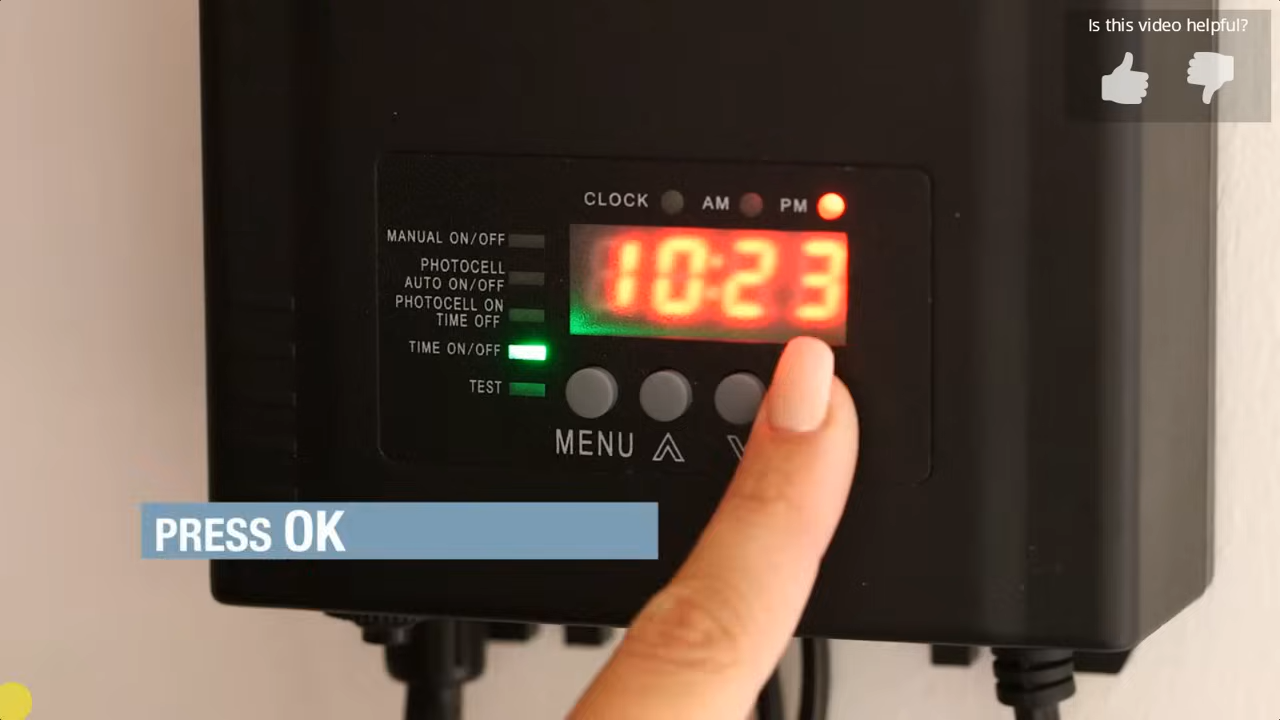 Is this video helpful?
CLOCK AM PM
10:23
MANUAL ON/OFF
PHOTOCELL
AUTO ON/OFF
PHOTOCELL ON
TIME OFF
TIME ON/OFF
TEST
MENU
PRESS OK